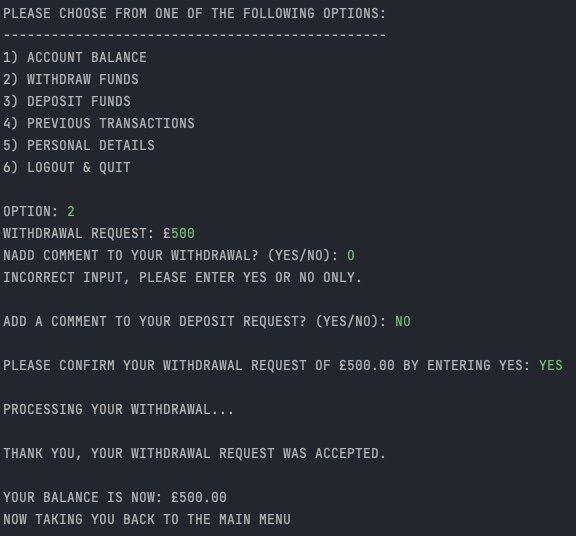 PLEASE CHOOSE FROM ONE OF THE FOLLOWING OPTIONS:
------------------------------------------------
1) ACCOUNT BALANCE
2) WITHDRAW FUNDS
3) DEPOSIT FUNDS
4) PREVIOUS TRANSACTIONS
5) PERSONAL DETAILS
6) LOGOUT & QUIT
OPTION: 2
WITHDRAWAL REQUEST: £500
NADD COMMENT TO YOUR WITHDRAWAL? (YES/NO): O
INCORRECT INPUT, PLEASE ENTER YES OR NO ONLY.
ADD A COMMENT TO YOUR DEPOSIT REQUEST? (YES/NO): NO
PLEASE CONFIRM YOUR WITHDRAWAL REQUEST OF £500.00 BY ENTERING YES: YES
PROCESSING YOUR WITHDRAWAL...
THANK YOU, YOUR WITHDRAWAL REQUEST WAS ACCEPTED.
YOUR BALANCE IS NOW: £500.00
NOW TAKING YOU BACK TO THE MAIN MENU